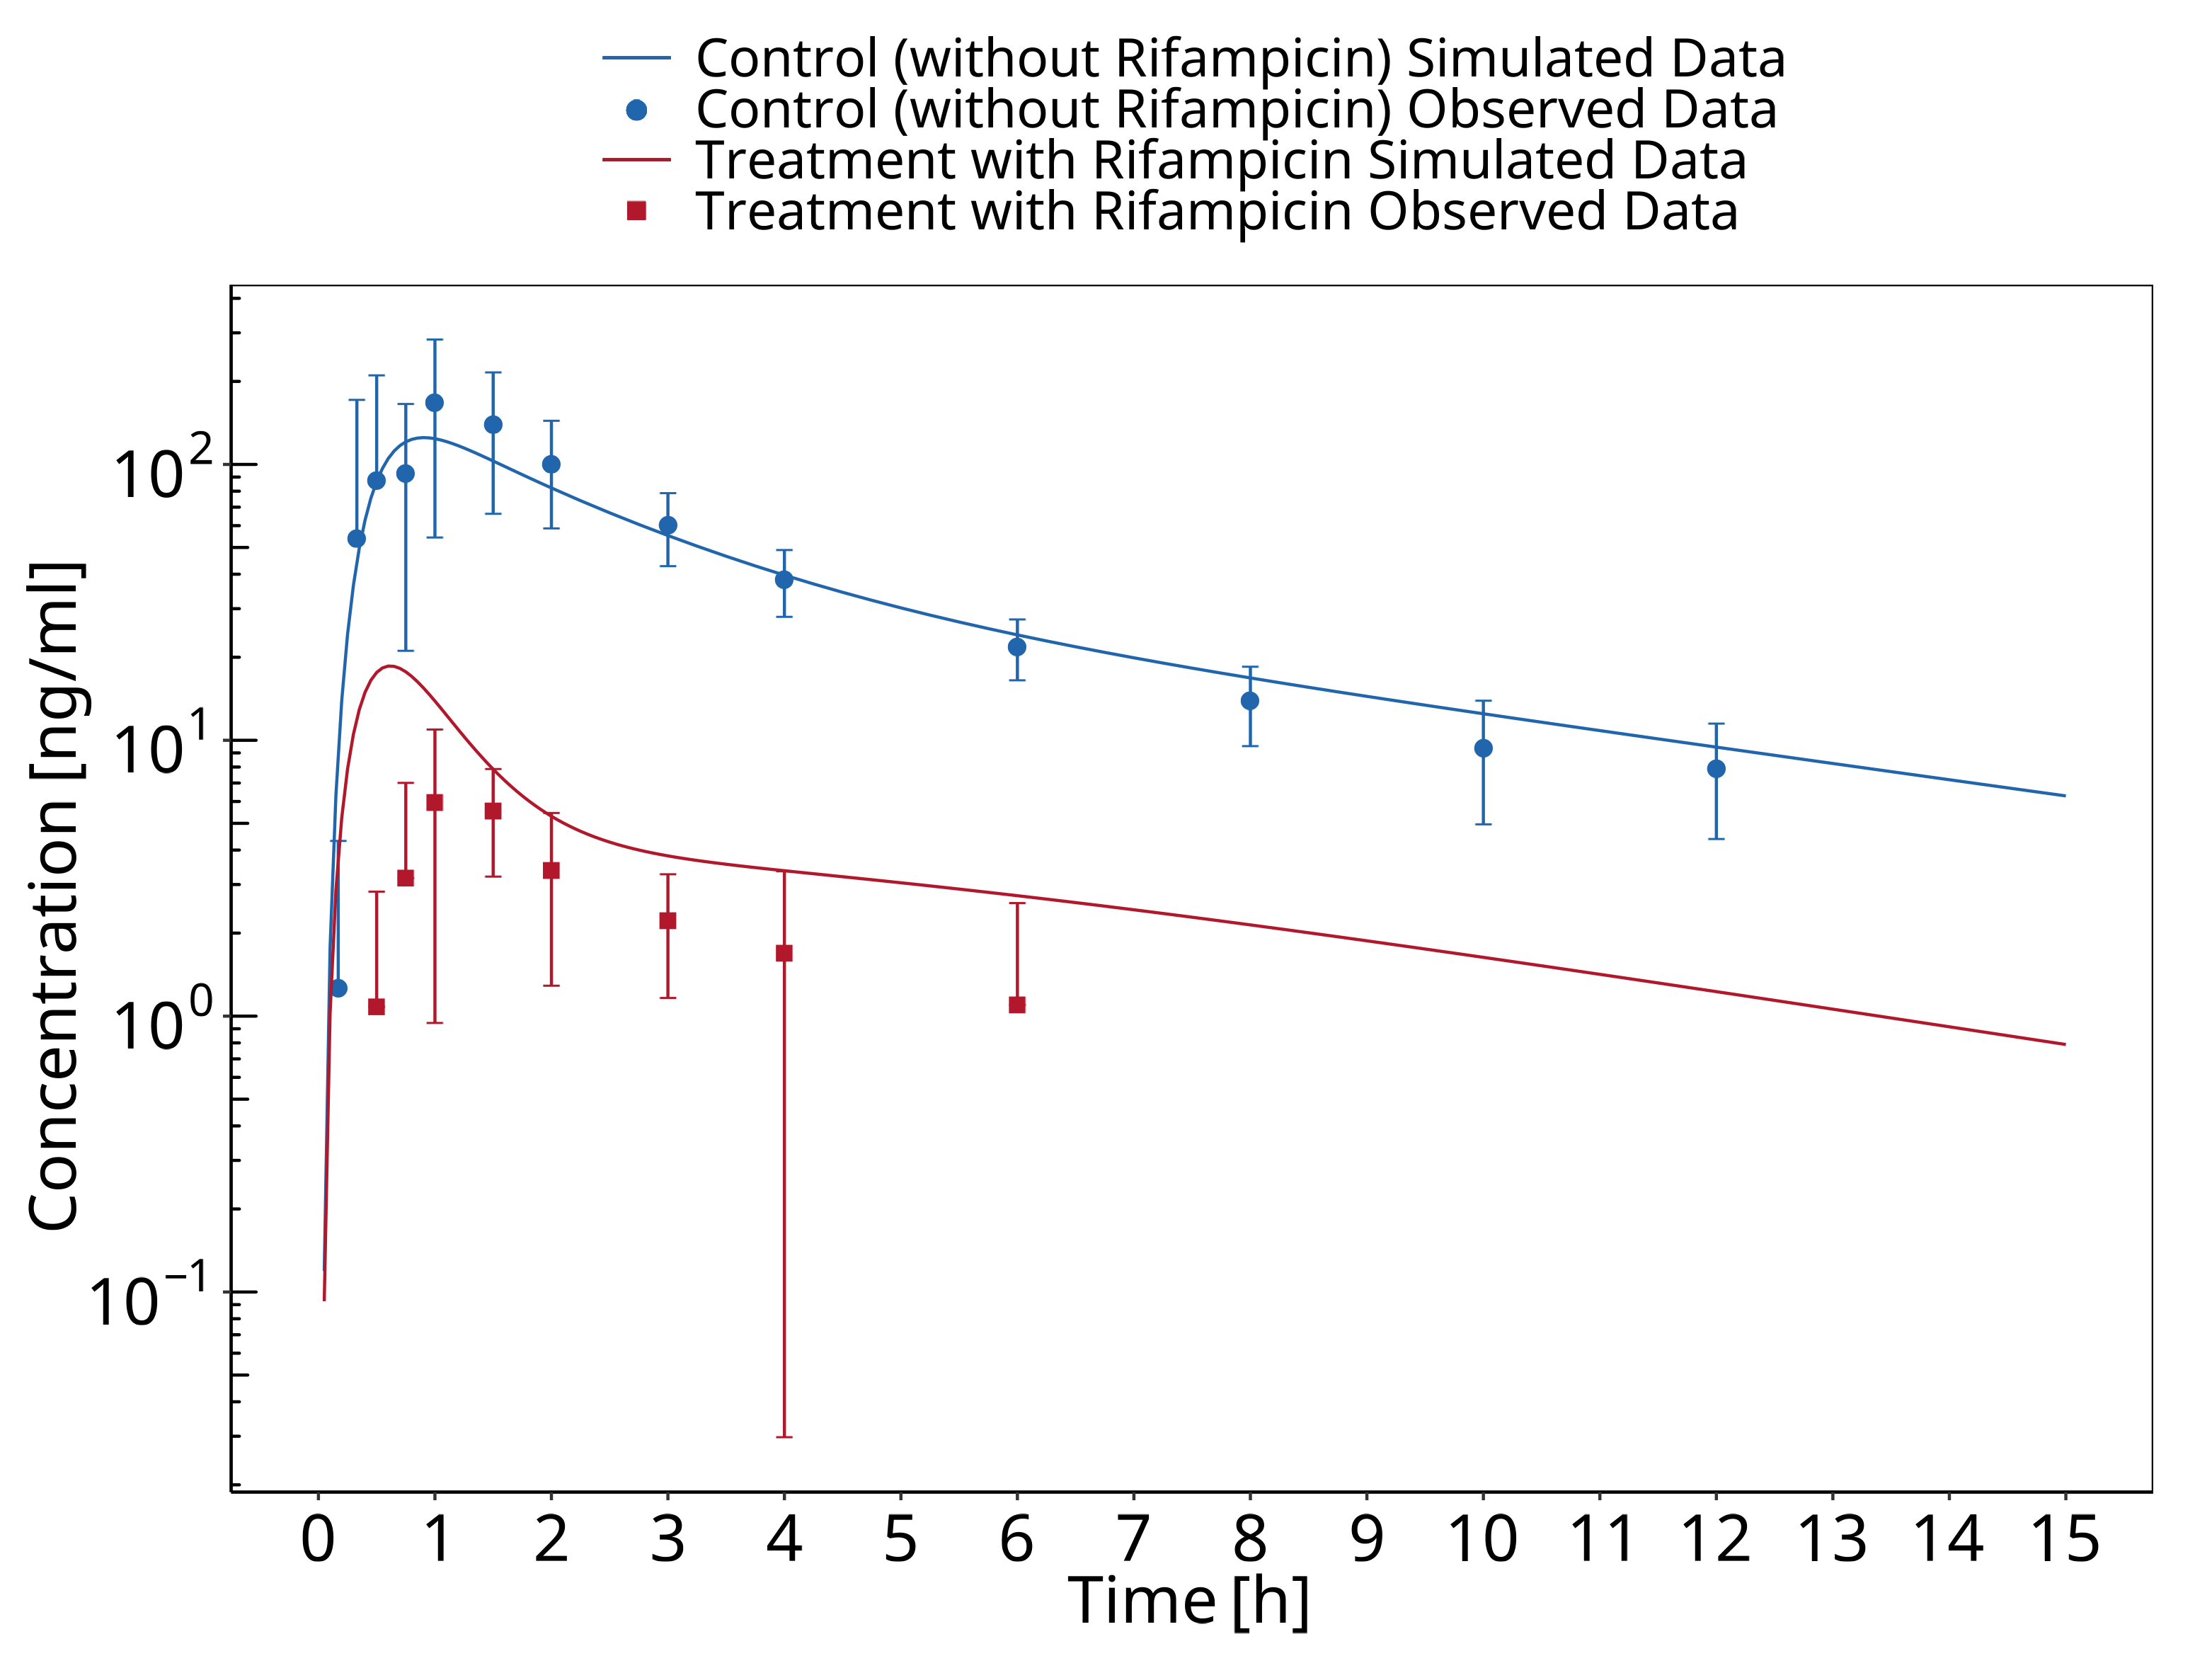 Control (without Rifampicin) Simulated Data
Control (without Rifampicin) Observed Data
Treatment with Rifampicin Simulated Data
Treatment with Rifampicin Observed Data
Concentration [ng/ml]
10²
10¹
10⁰
10⁻¹
0 1 2 3 4 5 6 7 8 9 10 11 12 13 14 15
Time [h]